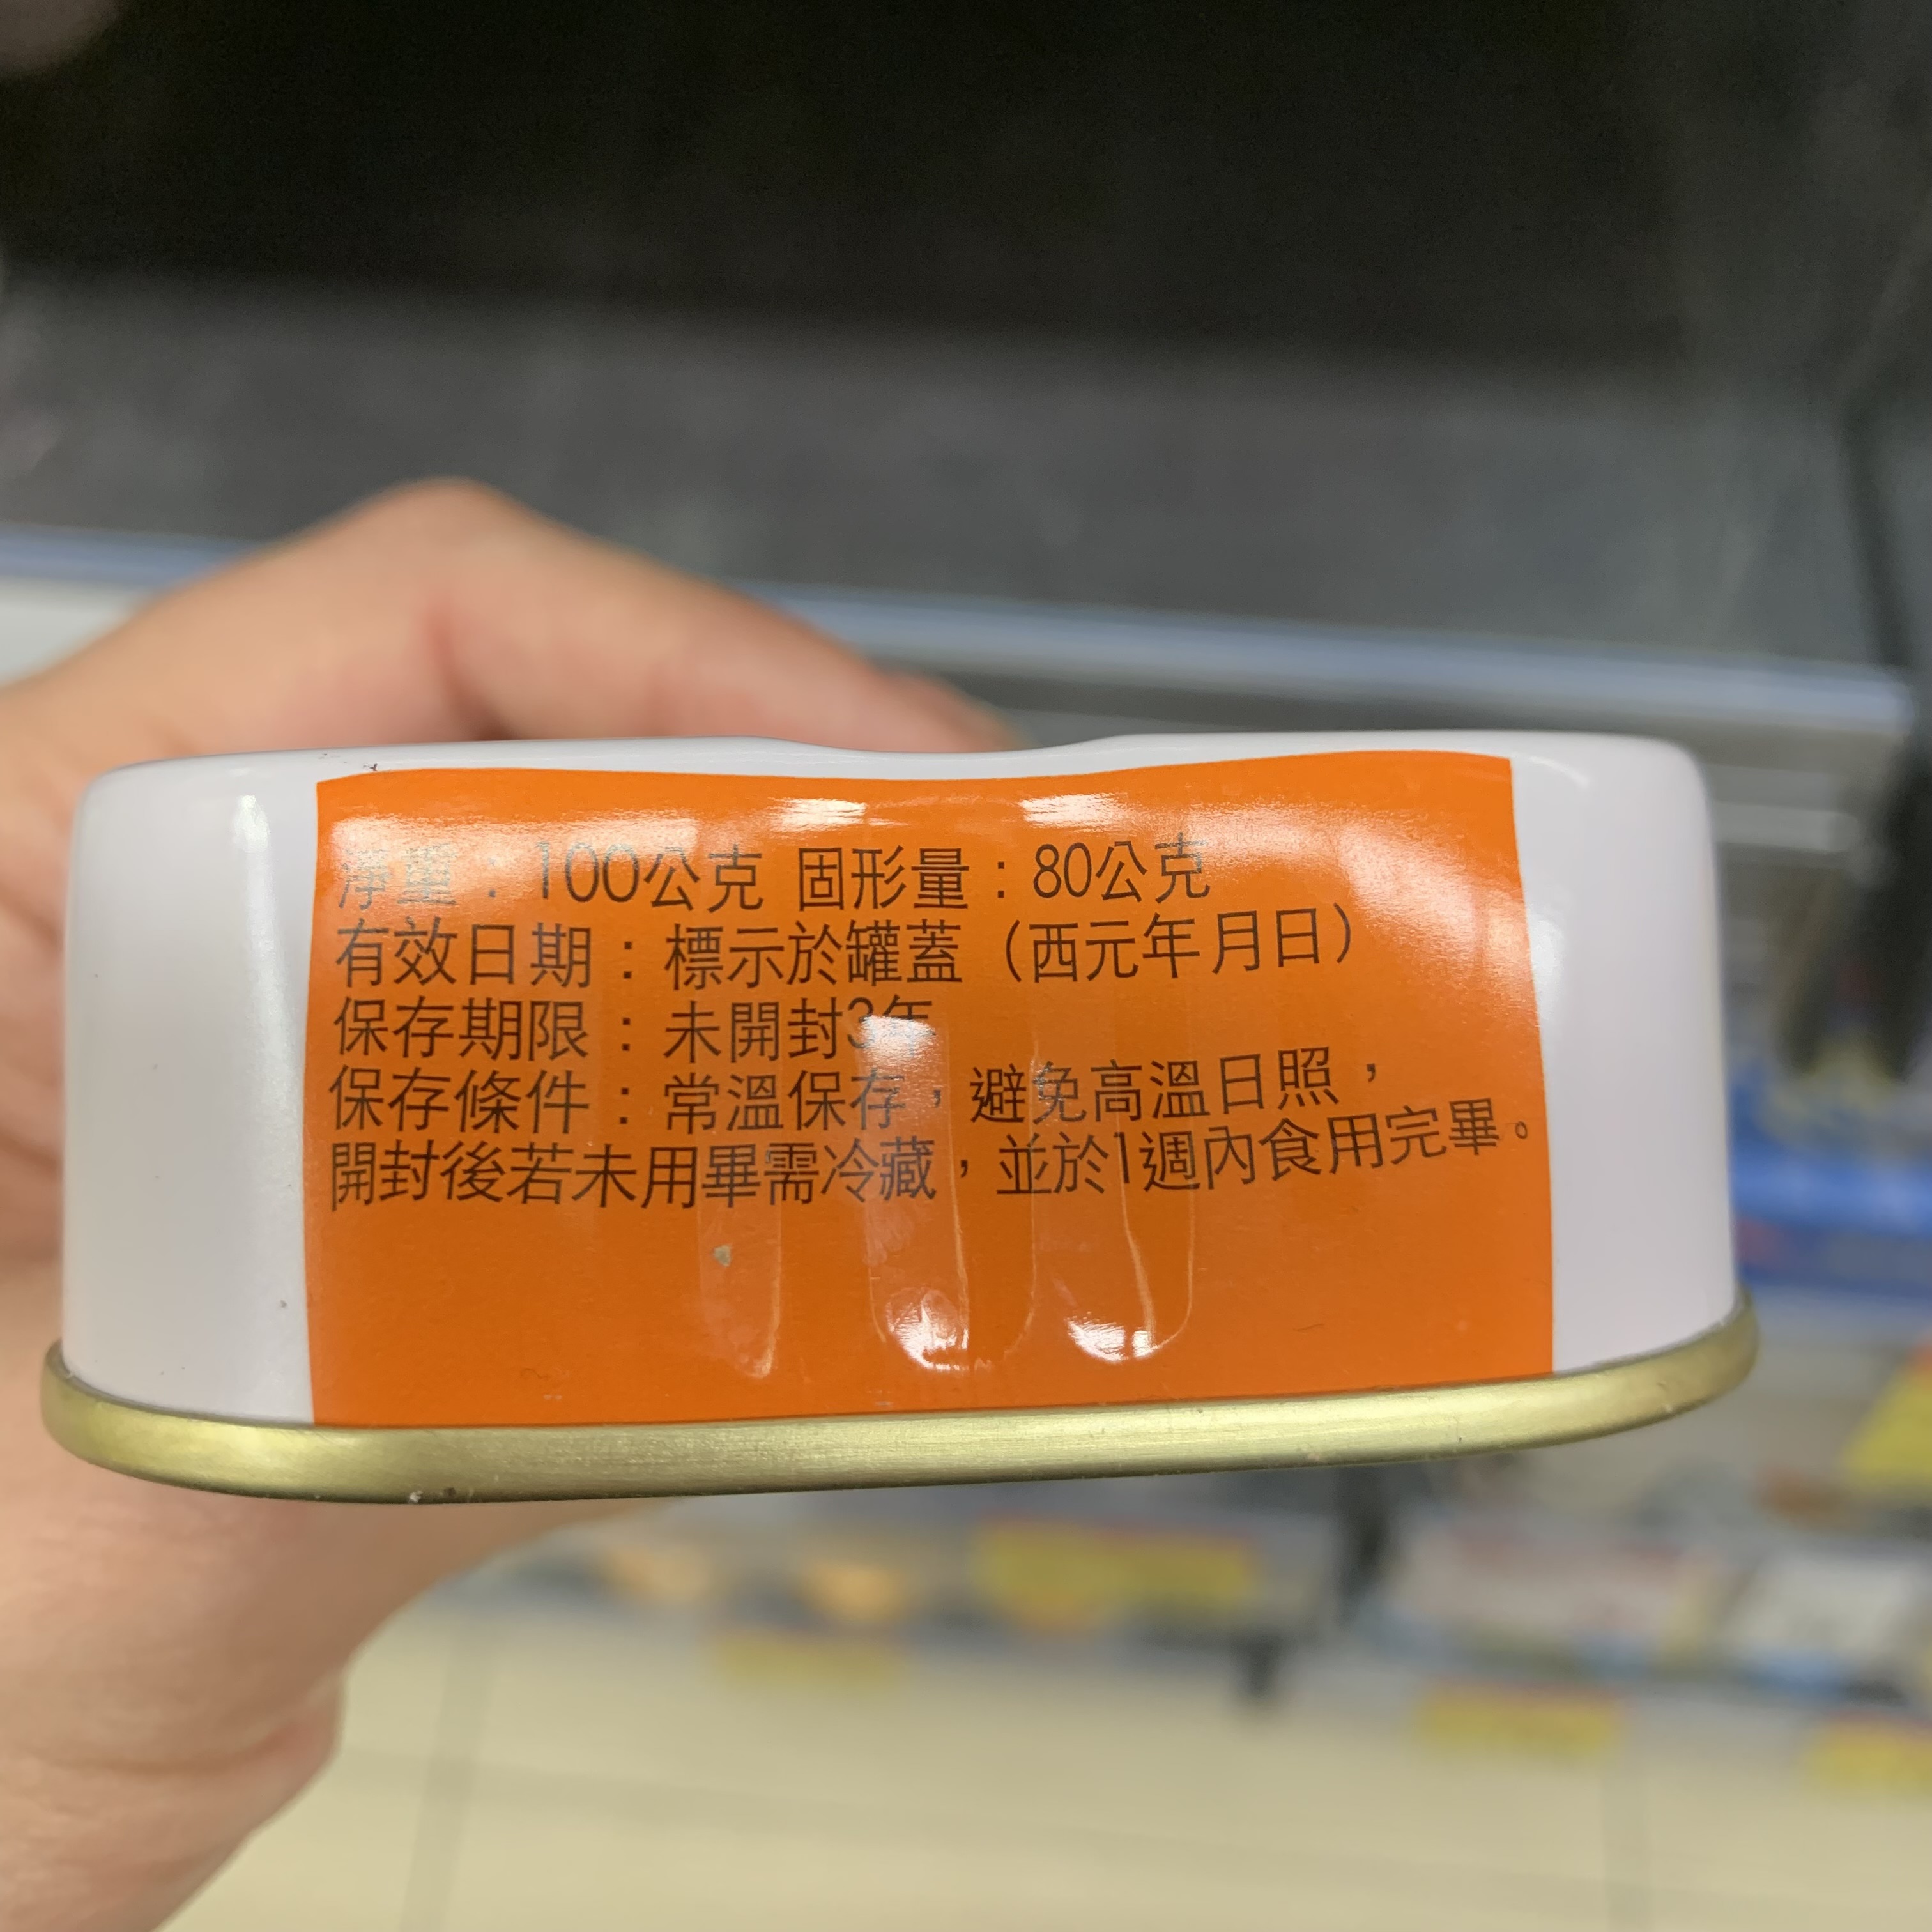 淨重：100公克 固形量：80公克
有效日期：標示於罐蓋（西元年月日）
保存期限：未開封3年
保存條件：常溫保存，避免高溫日照，
開封後若未用畢需冷藏，並於1週內食用完畢。